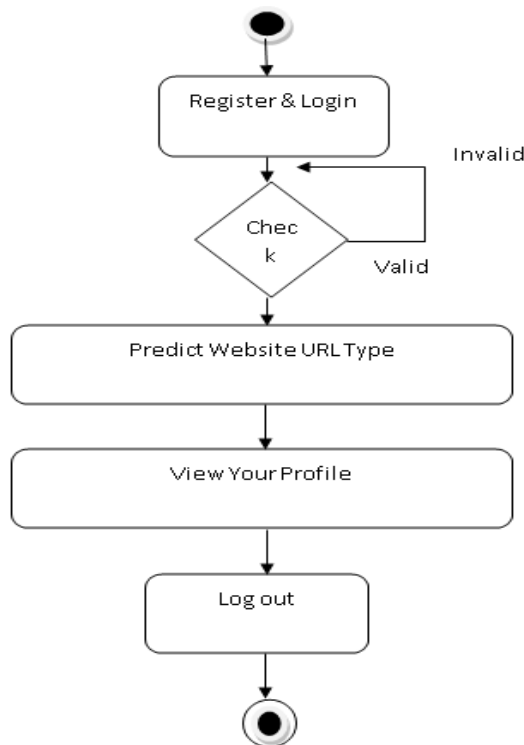 Register & Login
Invalid
Chec
k
Valid
Predict Website URL Type
View Your Profile
Log out